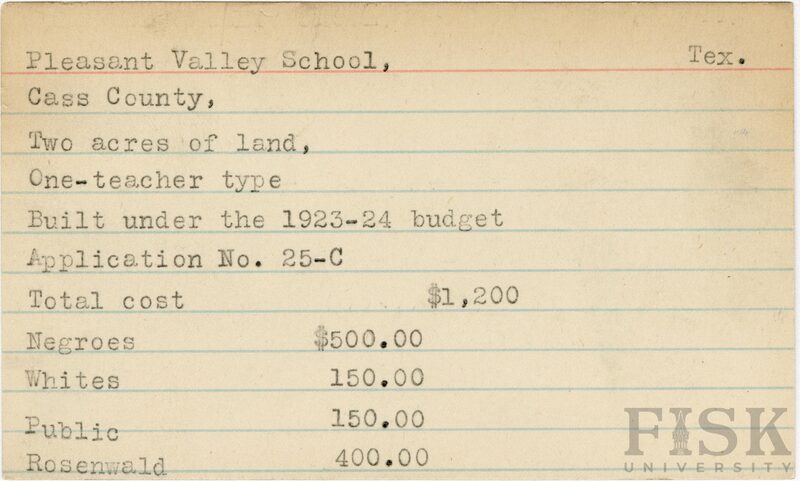 Pleasant Valley School, Tex.
Cass County,
Two acres of land,
One-teacher type
Built under the 1923-24 budget
Application No. 25-C
Total cost $1,200
Negroes $500.00
Whites 150.00
Public 150.00
Rosenwald 400.00
FISK
UNIVERSITY